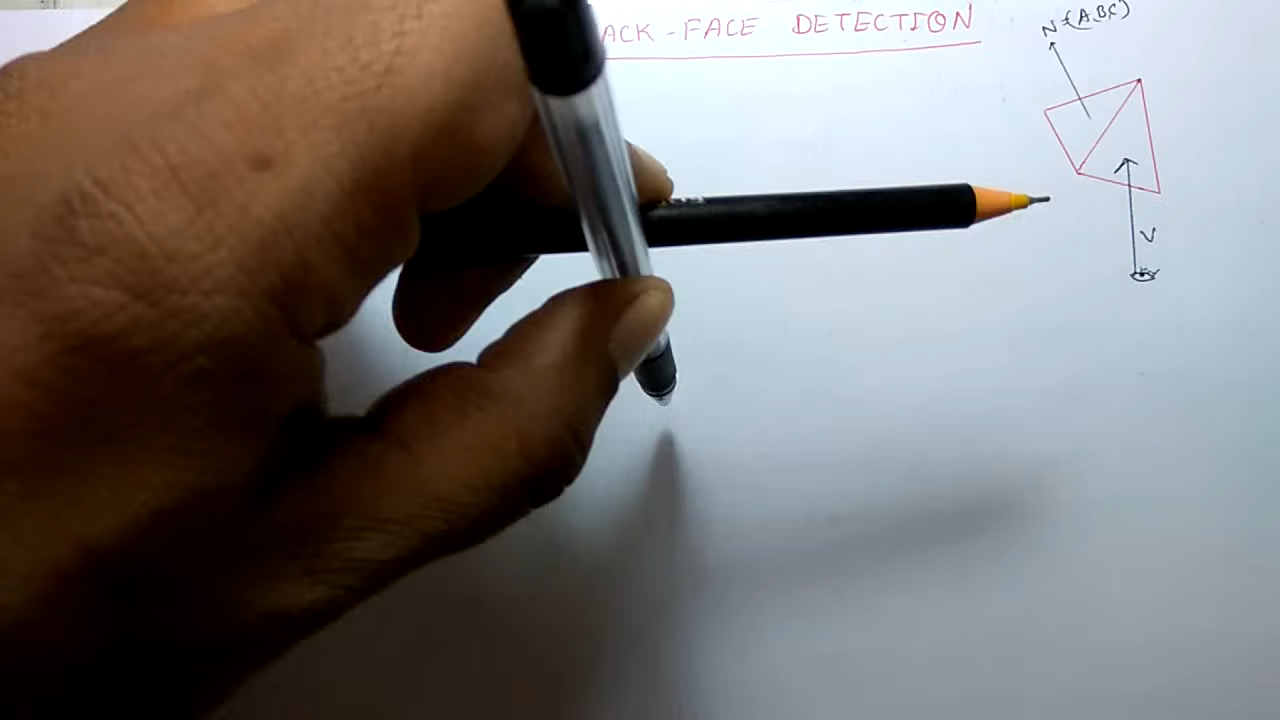 ACK-FACE DETECTION
N=(A,B,C)
V